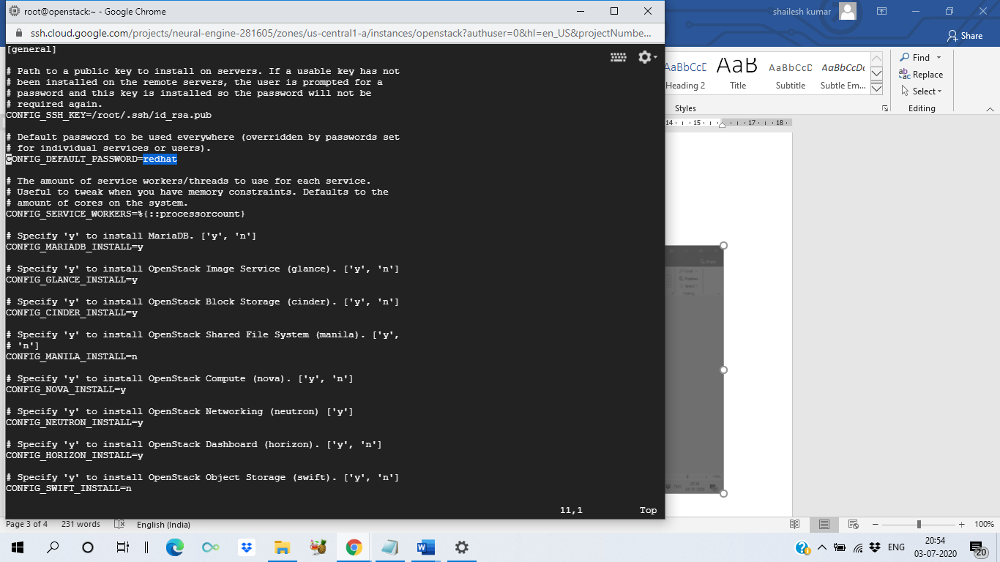 root@openstack:~ - Google Chrome
ssh.cloud.google.com/projects/neural-engine-281605/zones/us-central1-a/instances/openstack?authuser=0&hl=en_US&projectNumbe...
[general]
# Path to a public key to install on servers. If a usable key has not
# been installed on the remote servers, the user is prompted for a
# password and this key is installed so the password will not be
# required again.
CONFIG_SSH_KEY=/root/.ssh/id_rsa.pub
# Default password to be used everywhere (overridden by passwords set
# for individual services or users).
CONFIG_DEFAULT_PASSWORD=redhat
# The amount of service workers/threads to use for each service.
# Useful to tweak when you have memory constraints. Defaults to the
# amount of cores on the system.
CONFIG_SERVICE_WORKERS=%{::processorcount}
# Specify 'y' to install MariaDB. ['y', 'n']
CONFIG_MARIADB_INSTALL=y
# Specify 'y' to install OpenStack Image Service (glance). ['y', 'n']
CONFIG_GLANCE_INSTALL=y
# Specify 'y' to install OpenStack Block Storage (cinder). ['y', 'n']
CONFIG_CINDER_INSTALL=y
# Specify 'y' to install OpenStack Shared File System (manila). ['y',
# 'n']
CONFIG_MANILA_INSTALL=n
# Specify 'y' to install OpenStack Compute (nova). ['y', 'n']
CONFIG_NOVA_INSTALL=y
# Specify 'y' to install OpenStack Networking (neutron) ['y']
CONFIG_NEUTRON_INSTALL=y
# Specify 'y' to install OpenStack Dashboard (horizon). ['y', 'n']
CONFIG_HORIZON_INSTALL=y
# Specify 'y' to install OpenStack Object Storage (swift). ['y', 'n']
CONFIG_SWIFT_INSTALL=n
11,1 Top
shailesh kumar
Share
AaBbCcD AaB AaBbCcD AaBbCcDc
Heading 2 Title Subtitle Subtle Em...
Styles
Find
Replace
Select
Editing
14 15 17 18
Page 3 of 4 231 words English (India)
100%
ENG
20:54
03-07-2020
20